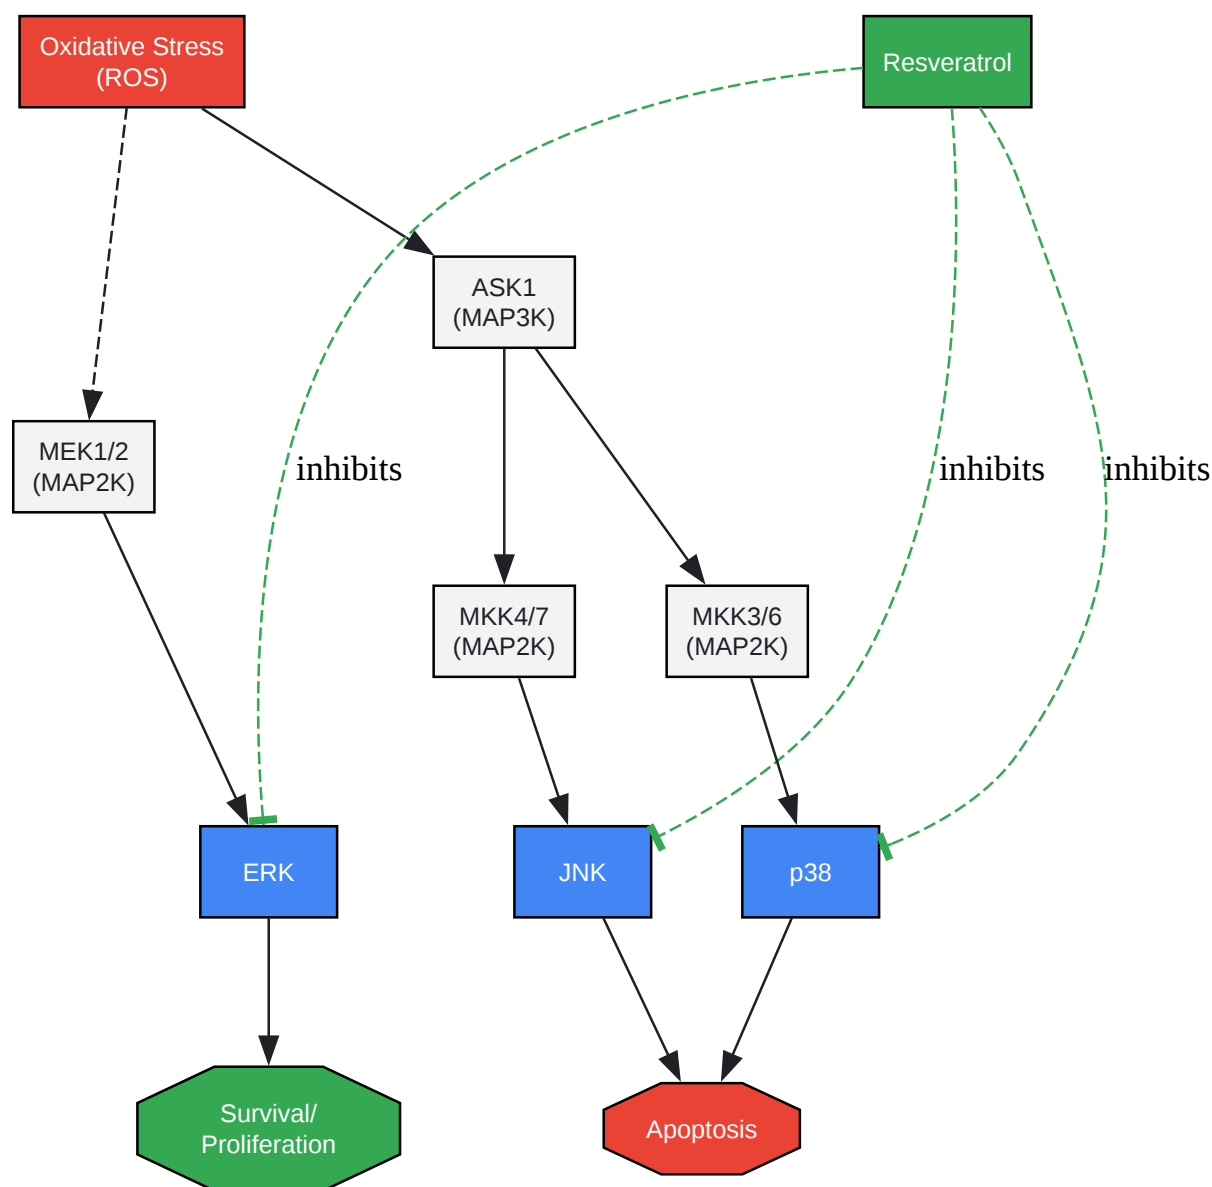 Oxidative Stress
(ROS)
Resveratrol
ASK1
(MAP3K)
MEK1/2
(MAP2K)
inhibits
inhibits
inhibits
MKK4/7
(MAP2K)
MKK3/6
(MAP2K)
ERK
JNK
p38
Survival/
Proliferation
Apoptosis